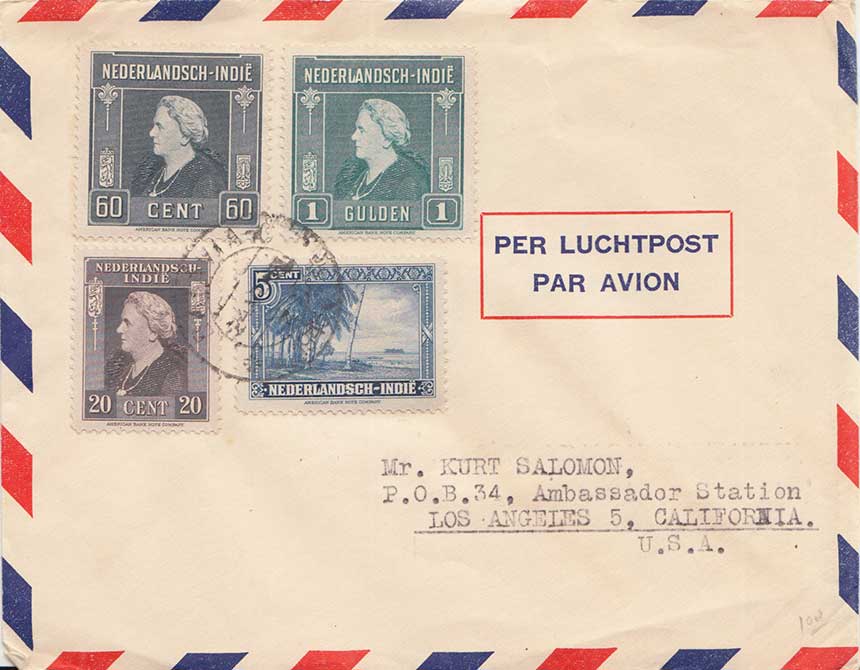 NEDERLANDSCH-INDIË
60 CENT 60
AMERICAN BANK NOTE COMPANY
NEDERLANDSCH-INDIË
1 GULDEN 1
AMERICAN BANK NOTE COMPANY
NEDERLANDSCH-
INDIË
20 CENT 20
AMERICAN BANK NOTE COMPANY
5 CENT
NEDERLANDSCH-INDIË
AMERICAN BANK NOTE COMPANY
PER LUCHTPOST
PAR AVION
Mr. KURT SALOMON,
P.O.B.34, Ambassador Station
LOS ANGELES 5, CALIFORNIA.
U.S.A.